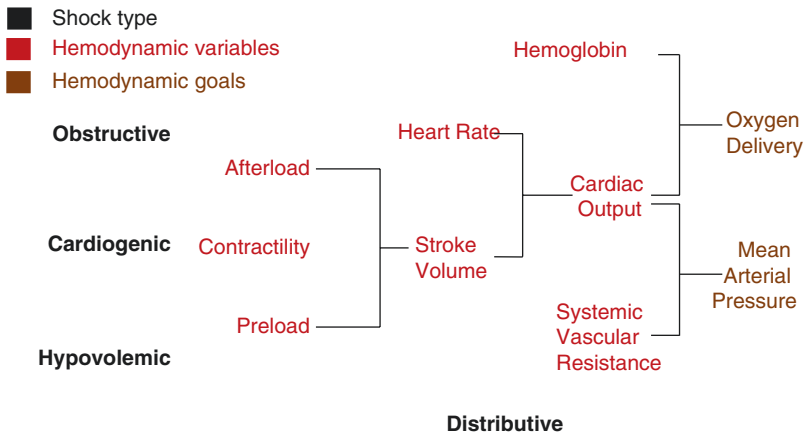 Shock type
Hemodynamic variables
Hemodynamic goals
Hemoglobin
Obstructive
Heart Rate
Oxygen
Delivery
Afterload
Cardiac
Output
Cardiogenic
Contractility
Stroke
Volume
Mean
Arterial
Pressure
Preload
Systemic
Vascular
Resistance
Hypovolemic
Distributive